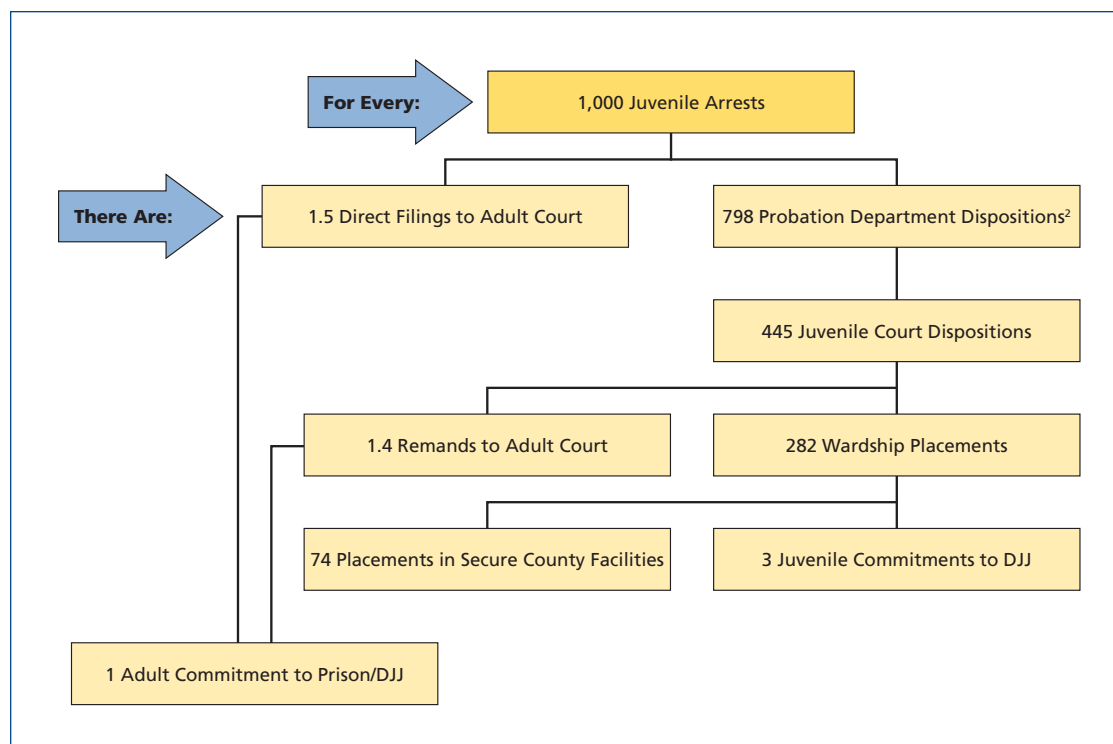 For Every:
1,000 Juvenile Arrests
There Are:
1.5 Direct Filings to Adult Court
798 Probation Department Dispositions²
445 Juvenile Court Dispositions
1.4 Remands to Adult Court
282 Wardship Placements
74 Placements in Secure County Facilities
3 Juvenile Commitments to DJJ
1 Adult Commitment to Prison/DJJ